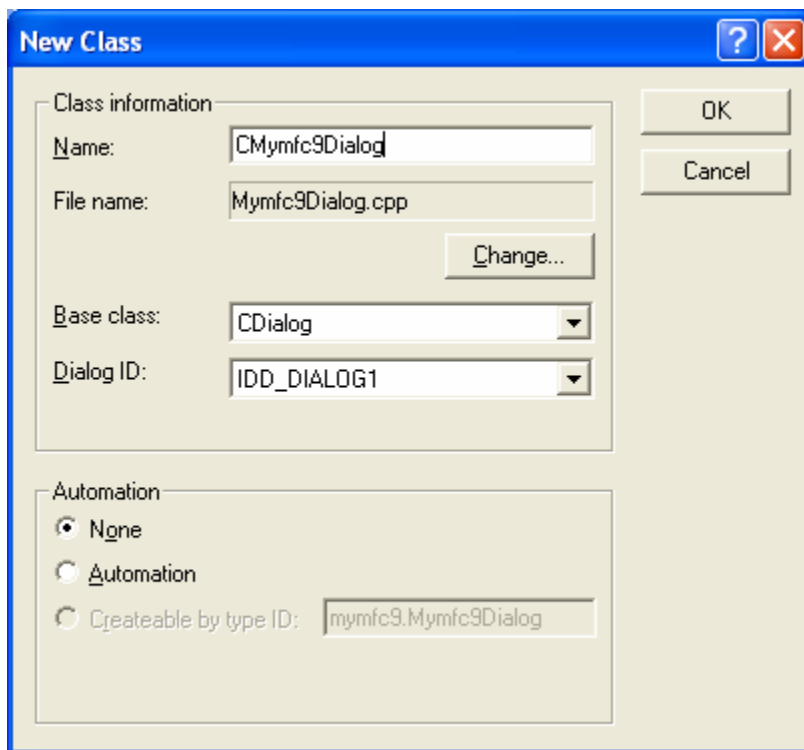 New Class
Class information
Name: CMymfc9Dialog
OK
File name: Mymfc9Dialog.cpp
Cancel
Change...
Base class: CDialog
Dialog ID: IDD_DIALOG1
Automation
None
Automation
Createable by type ID: mymfc9.Mymfc9Dialog